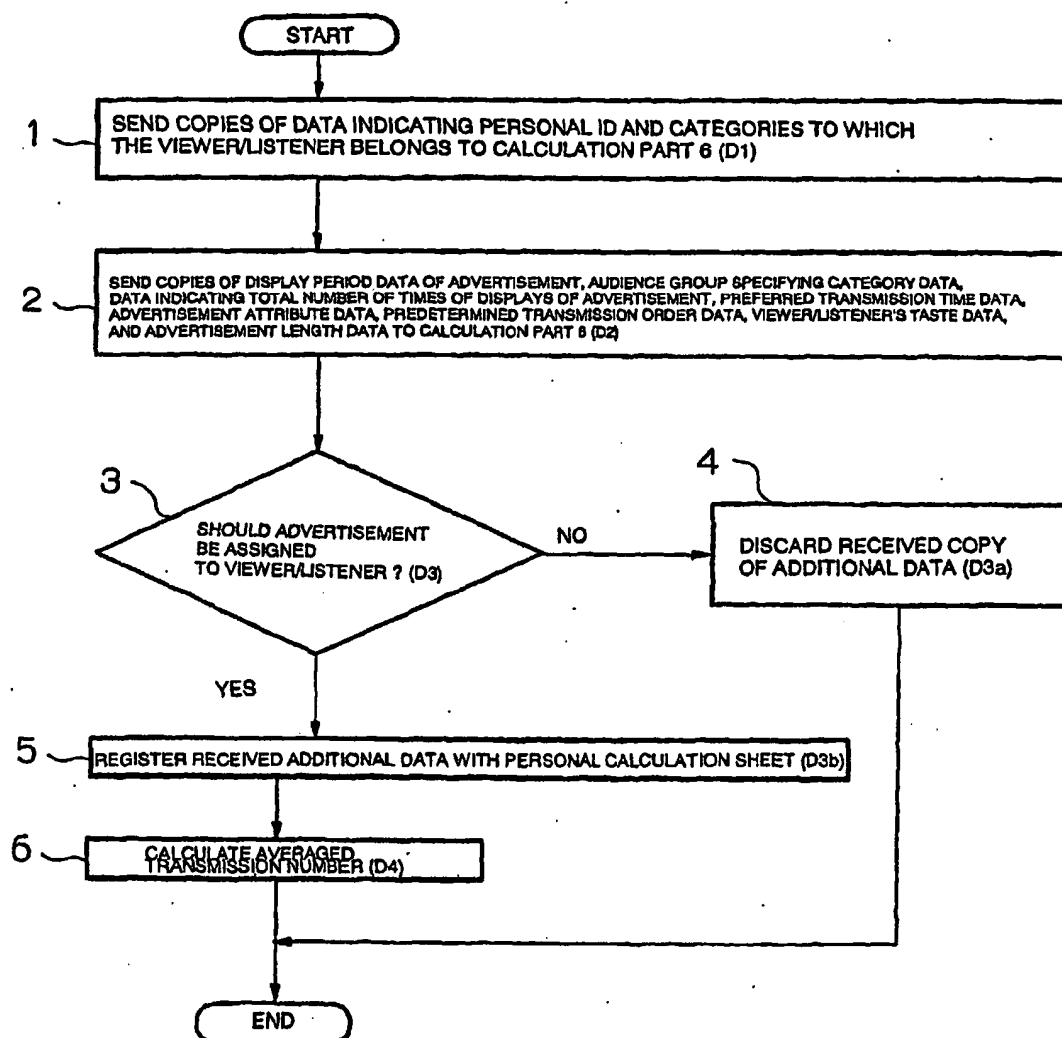 START
1
SEND COPIES OF DATA INDICATING PERSONAL ID AND CATEGORIES TO WHICH
THE VIEWER/LISTENER BELONGS TO CALCULATION PART 6 (D1)
2
SEND COPIES OF DISPLAY PERIOD DATA OF ADVERTISEMENT, AUDIENCE GROUP SPECIFYING CATEGORY DATA,
DATA INDICATING TOTAL NUMBER OF TIMES OF DISPLAYS OF ADVERTISEMENT, PREFERRED TRANSMISSION TIME DATA,
ADVERTISEMENT ATTRIBUTE DATA, PREDETERMINED TRANSMISSION ORDER DATA, VIEWER/LISTENER'S TASTE DATA,
AND ADVERTISEMENT LENGTH DATA TO CALCULATION PART 6 (D2)
3
SHOULD ADVERTISEMENT
BE ASSIGNED
TO VIEWER/LISTENER ? (D3)
NO
4
DISCARD RECEIVED COPY
OF ADDITIONAL DATA (D3a)
YES
5
REGISTER RECEIVED ADDITIONAL DATA WITH PERSONAL CALCULATION SHEET (D3b)
6
CALCULATE AVERAGED
TRANSMISSION NUMBER (D4)
END